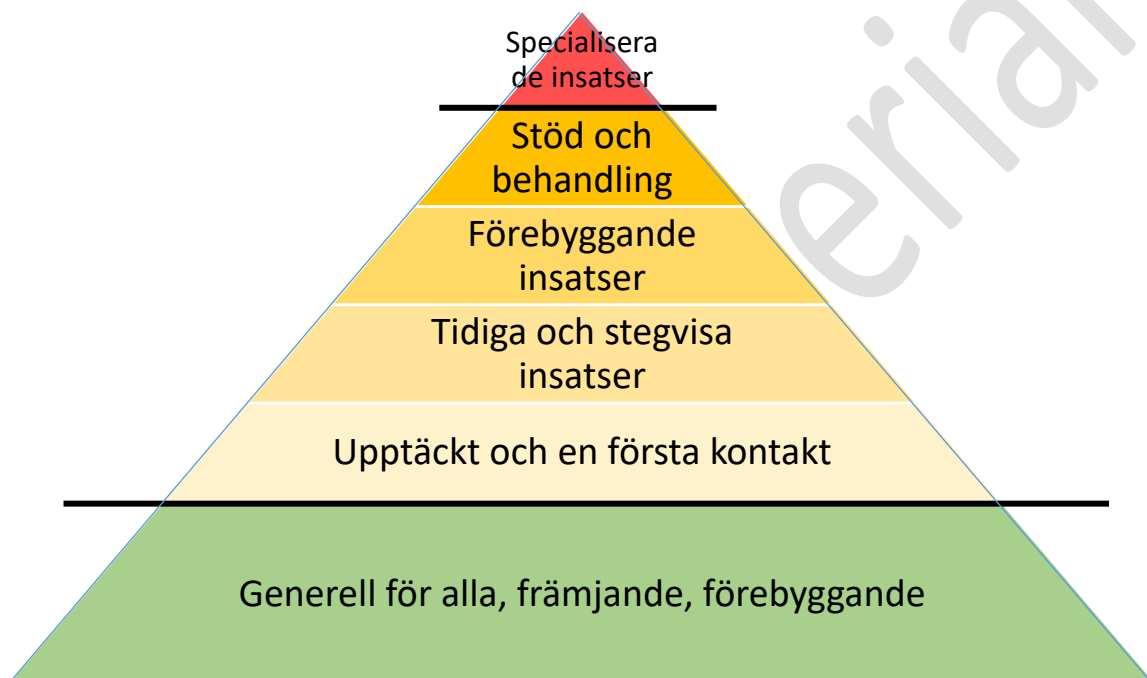 Specialisera
de insatser
Stöd och
behandling
Förebyggande
insatser
Tidiga och stegvisa
insatser
Upptäckt och en första kontakt
Generell för alla, främjande, förebyggande